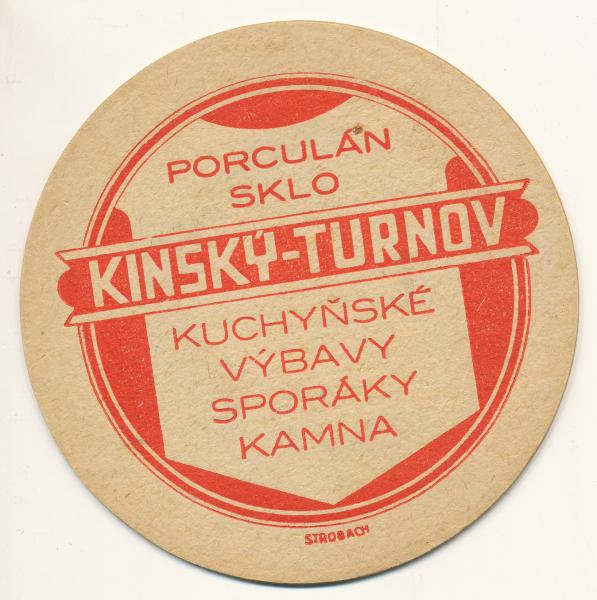 PORCULÁN
SKLO
KINSKÝ-TURNOV
KUCHYŇSKÉ
VÝBAVY
SPORÁKY
KAMNA
STROBACH